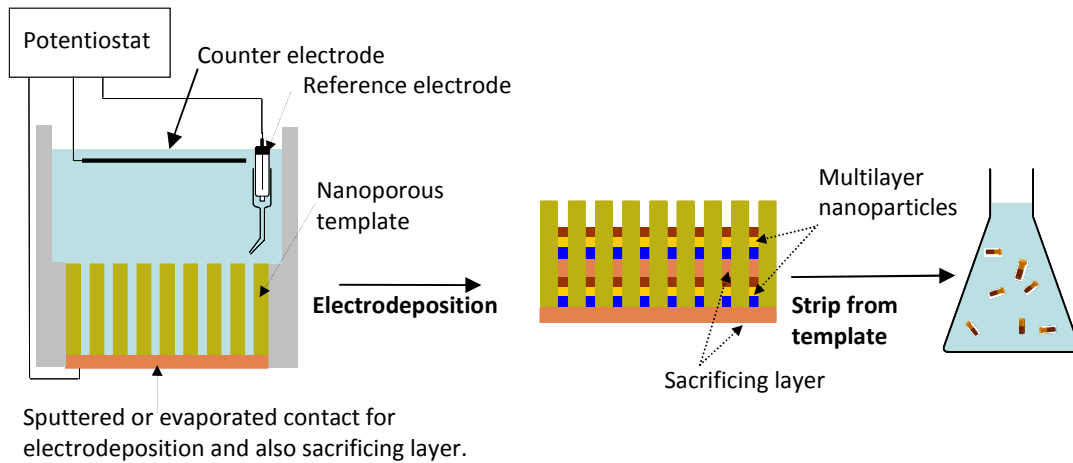 Potentiostat
Counter electrode
Reference electrode
Nanoporous
template
Electrodeposition
Multilayer
nanoparticles
Strip from
template
Sacrificing layer
Sputtered or evaporated contact for
electrodeposition and also sacrificing layer.